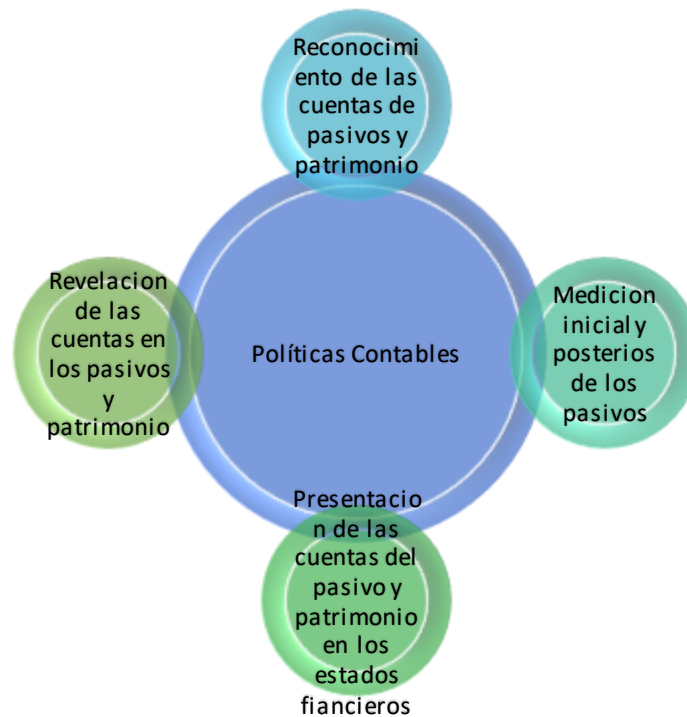 Reconocimi
ento de las
cuentas de
pasivos y
patrimonio
Revelacion
de las
cuentas en
los pasivos
y
patrimonio
Políticas Contables
Medicion
inicial y
posterios
de los
pasivos
Presentacio
n de las
cuentas del
pasivo y
patrimonio
en los
estados
fiancieros